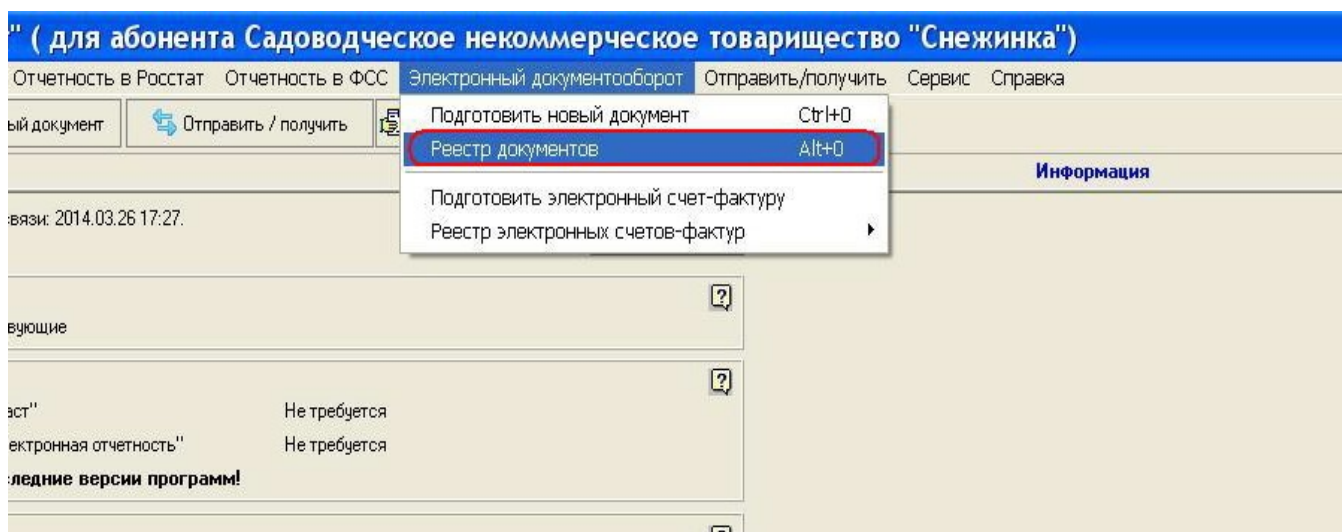 " ( для абонента Садоводческое некоммерческое товарищество "Снежинка")
Отчетность в Росстат Отчетность в ФСС Электронный документооборот Отправить/получить Сервис Справка
ый документ Отправить / получить
Подготовить новый документ Ctrl+O
Реестр документов Alt+O
Информация
Подготовить электронный счет-фактуру
связи: 2014.03.26 17:27.
Реестр электронных счетов-фактур
вующие
аст" Не требуется
ектронная отчетность" Не требуется
следние версии программ!